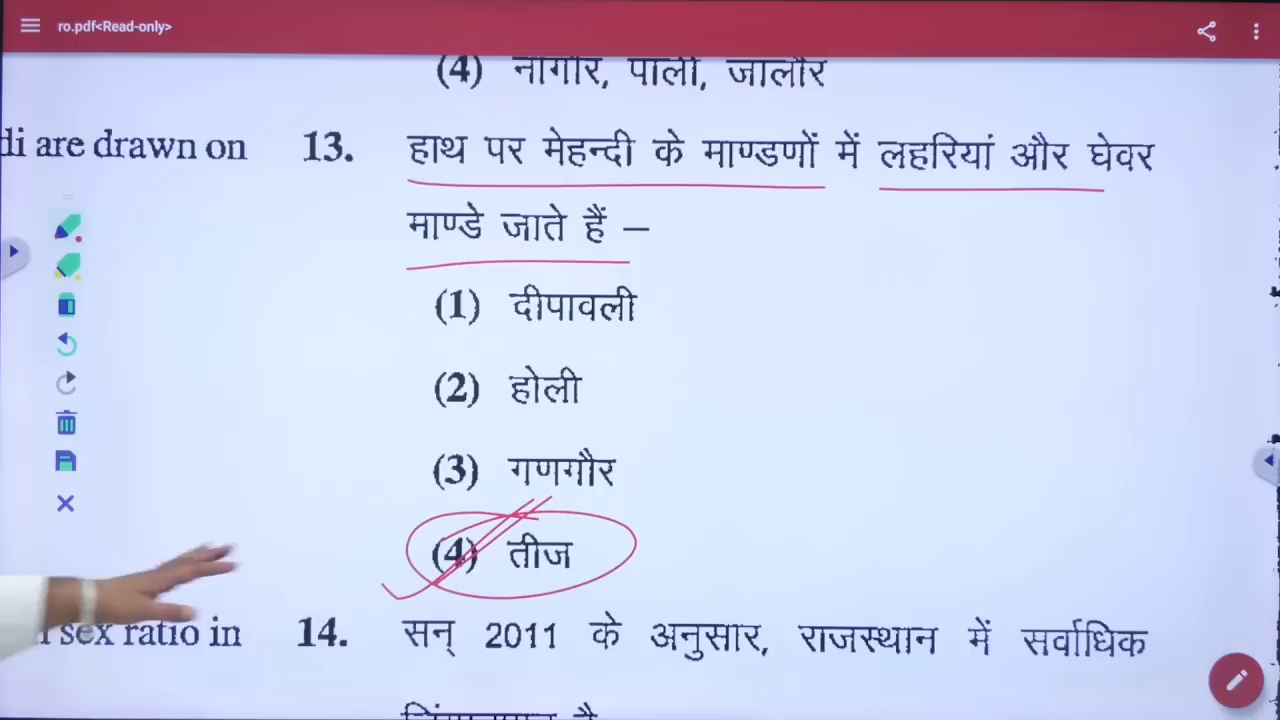 ro.pdf<Read-only>
(4) नागौर, पाली, जालौर
di are drawn on
13. हाथ पर मेहन्दी के माण्डणों में लहरियां और घेवर
माण्डे जाते हैं –
(1) दीपावली
(2) होली
(3) गणगौर
(4) तीज
sex ratio in
14. सन् 2011 के अनुसार, राजस्थान में सर्वाधिक
है